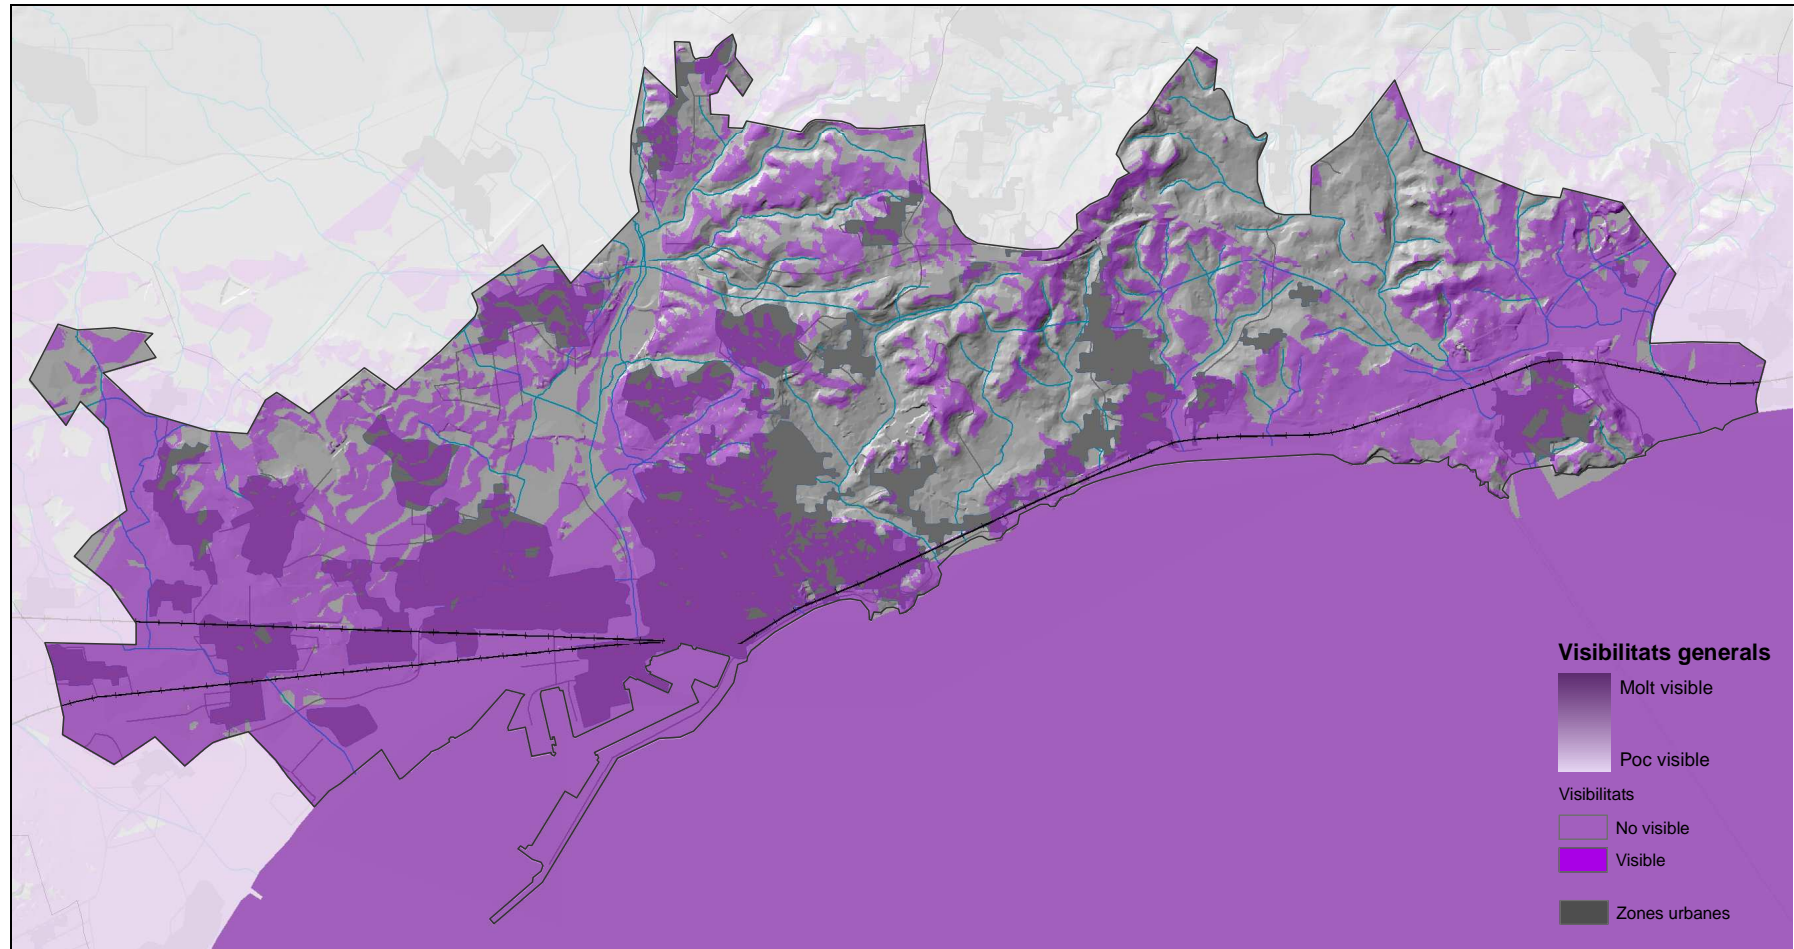 Visibilitats generals
Molt visible
Poc visible
Visibilitats
No visible
Visible
Zones urbanes